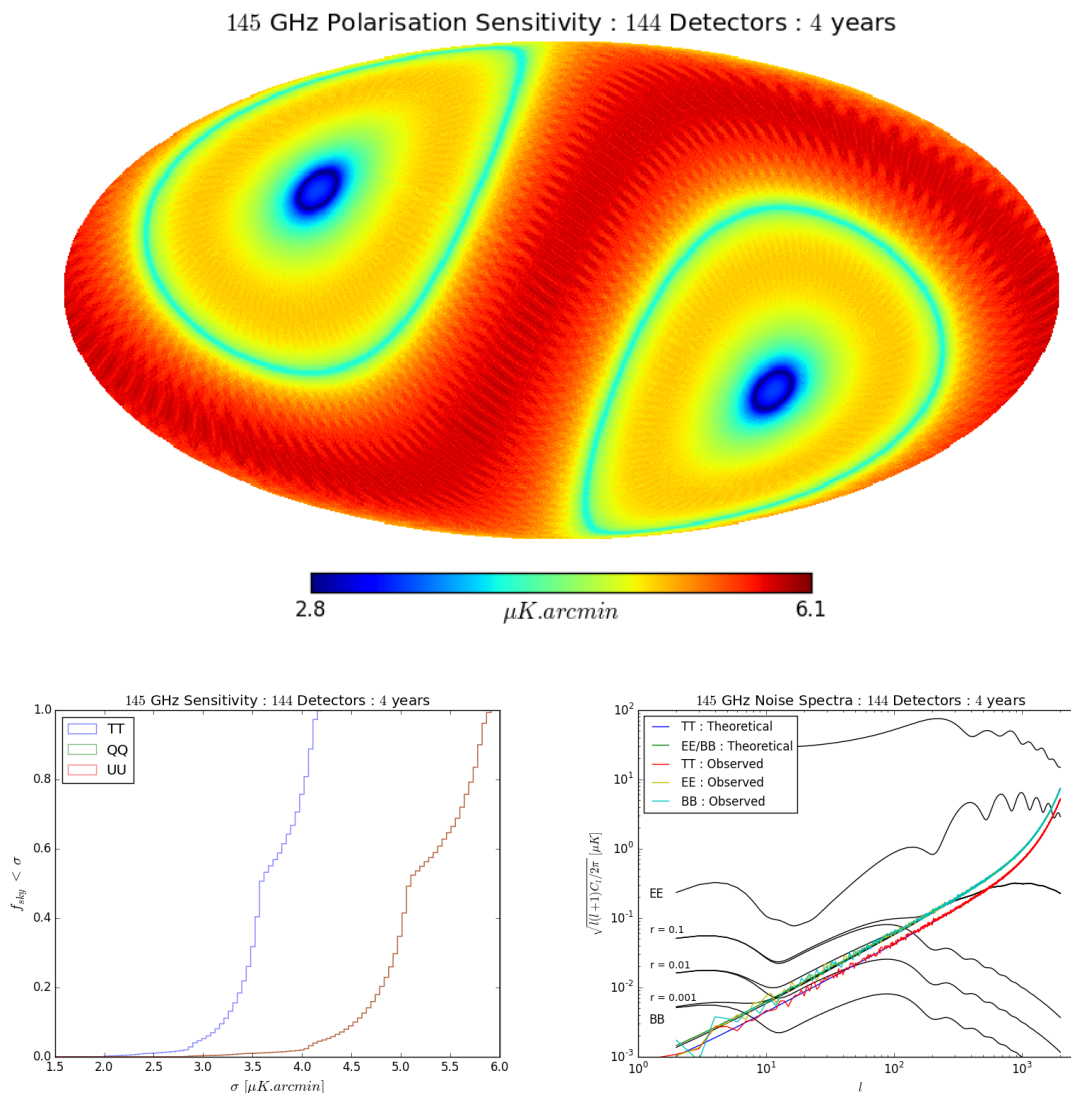 145 GHz Polarisation Sensitivity : 144 Detectors : 4 years
2.8
6.1
μK.arcmin
145 GHz Sensitivity : 144 Detectors : 4 years
TT
QQ
UU
1.0
0.8
0.6
0.4
0.2
0.0
f_{sky} < σ
1.5 2.0 2.5 3.0 3.5 4.0 4.5 5.0 5.5 6.0
σ [μK.arcmin]
145 GHz Noise Spectra : 144 Detectors : 4 years
TT : Theoretical
EE/BB : Theoretical
TT : Observed
EE : Observed
BB : Observed
10^2
10^1
10^0
10^{-1}
10^{-2}
10^{-3}
√l(l+1)C_l/2π [μK]
EE
r = 0.1
r = 0.01
r = 0.001
BB
10^0 10^1 10^2 10^3
l